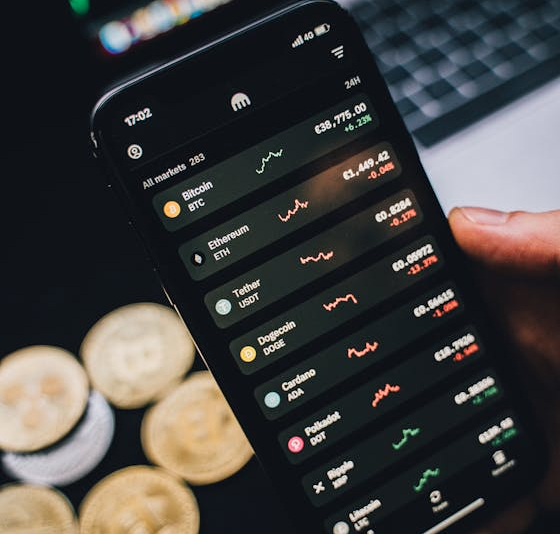 17:02
4G
24H
All markets 283
Bitcoin
BTC
€38,775.00
+6.23%
Ethereum
ETH
€1,449.42
-0.04%
Tether
USDT
€0.8284
-0.17%
Dogecoin
DOGE
€0.05972
-13.37%
Cardano
ADA
Polkadot
DOT
Ripple
XRP
Litecoin
LTC